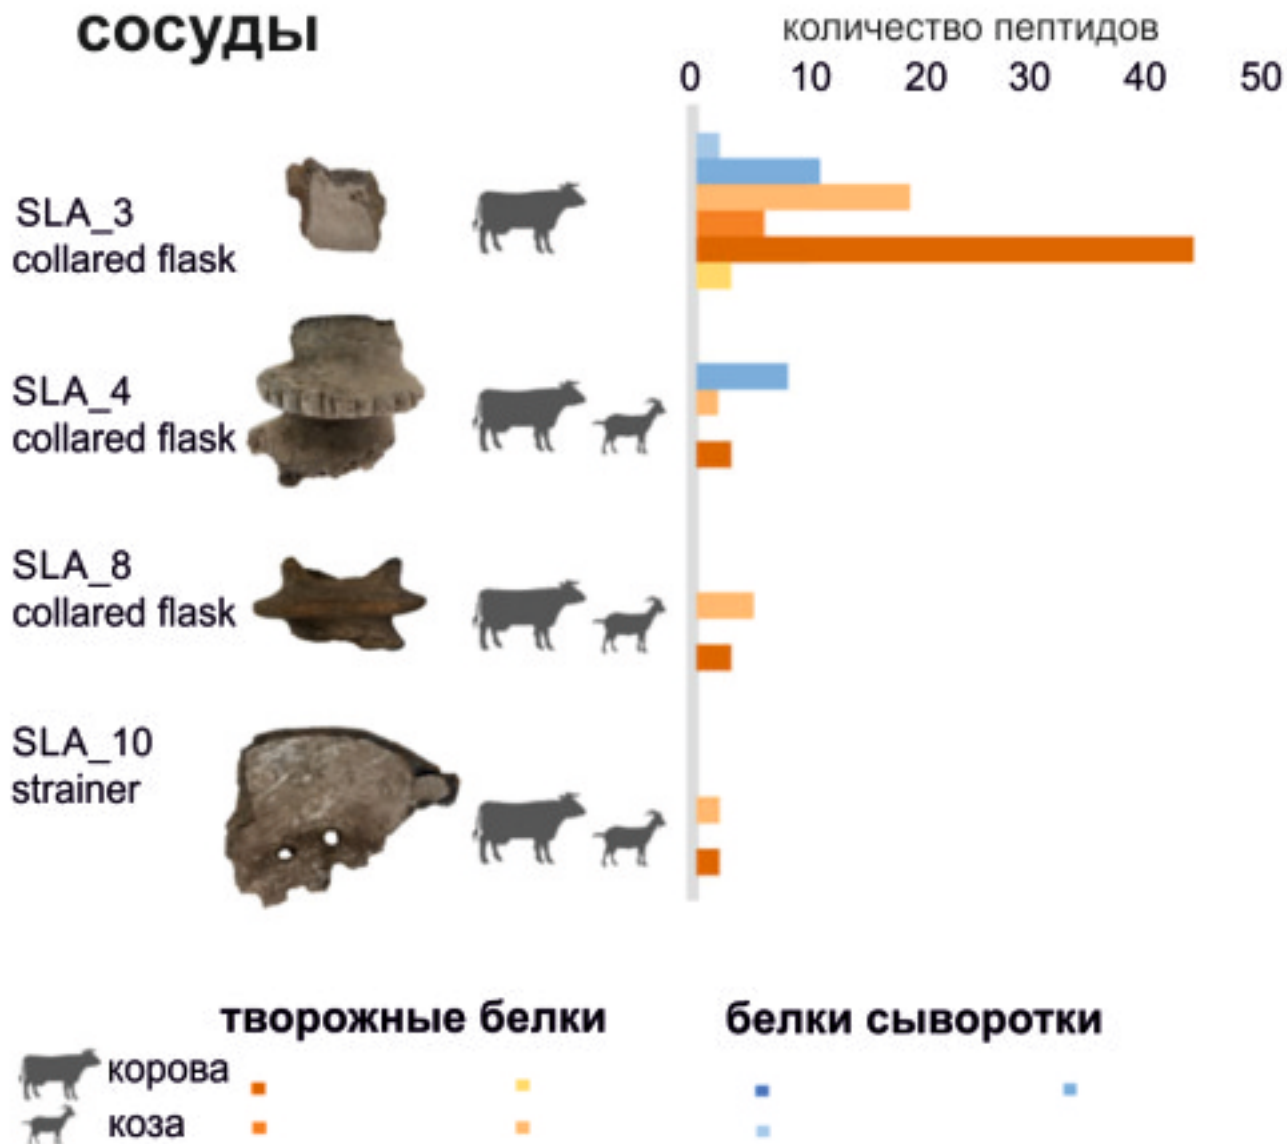 сосуды
количество пептидов
0 10 20 30 40 50
SLA_3
collared flask
SLA_4
collared flask
SLA_8
collared flask
SLA_10
strainer
творожные белки белки сыворотки
корова
коза